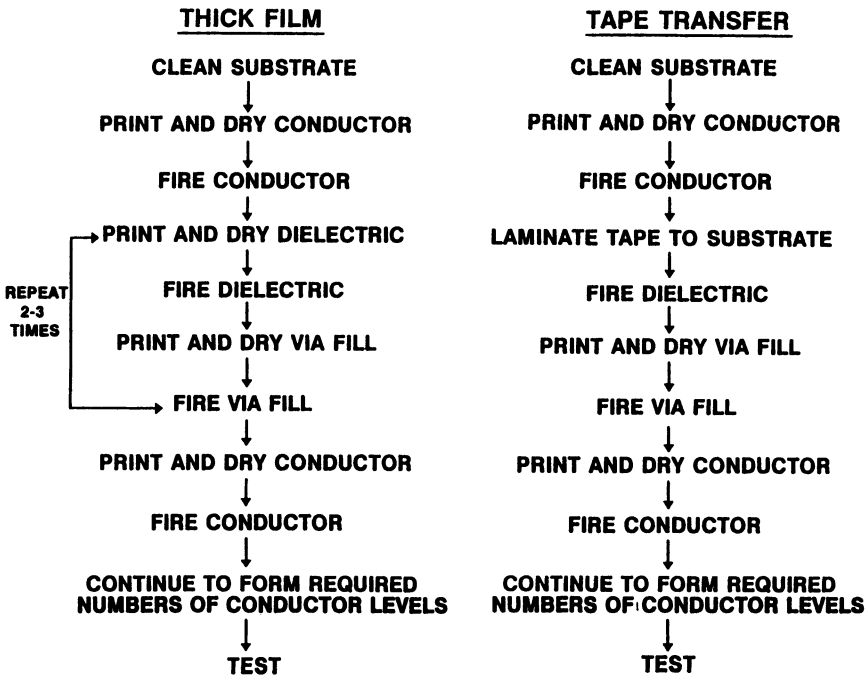 THICK FILM
CLEAN SUBSTRATE
PRINT AND DRY CONDUCTOR
FIRE CONDUCTOR
PRINT AND DRY DIELECTRIC
FIRE DIELECTRIC
PRINT AND DRY VIA FILL
FIRE VIA FILL
REPEAT
2-3
TIMES
PRINT AND DRY CONDUCTOR
FIRE CONDUCTOR
CONTINUE TO FORM REQUIRED
NUMBERS OF CONDUCTOR LEVELS
TEST
TAPE TRANSFER
CLEAN SUBSTRATE
PRINT AND DRY CONDUCTOR
FIRE CONDUCTOR
LAMINATE TAPE TO SUBSTRATE
FIRE DIELECTRIC
PRINT AND DRY VIA FILL
FIRE VIA FILL
PRINT AND DRY CONDUCTOR
FIRE CONDUCTOR
CONTINUE TO FORM REQUIRED
NUMBERS OF CONDUCTOR LEVELS
TEST